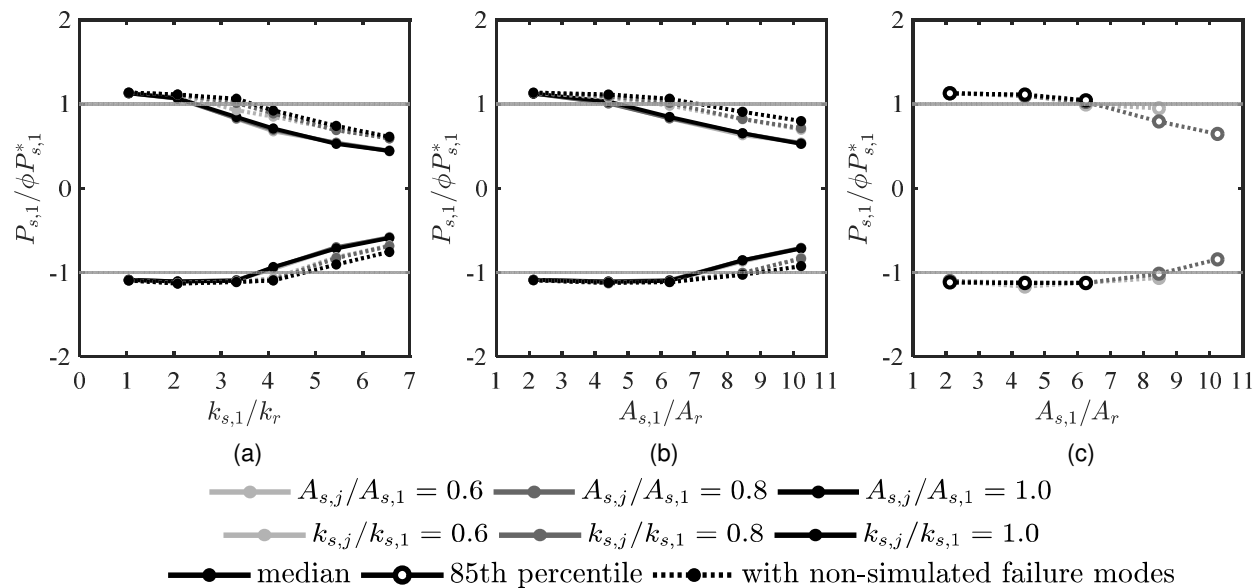 2
1
0
-1
-2
P_{s,1}/ϕP*_{s,1}
0 1 2 3 4 5 6 7
k_{s,1}/k_r
(a)
2
1
0
-1
-2
P_{s,1}/ϕP*_{s,1}
1 2 3 4 5 6 7 8 9 10 11
A_{s,1}/A_r
(b)
2
1
0
-1
-2
P_{s,1}/ϕP*_{s,1}
1 2 3 4 5 6 7 8 9 10 11
A_{s,1}/A_r
(c)
A_{s,j}/A_{s,1} = 0.6 A_{s,j}/A_{s,1} = 0.8 A_{s,j}/A_{s,1} = 1.0
k_{s,j}/k_{s,1} = 0.6 k_{s,j}/k_{s,1} = 0.8 k_{s,j}/k_{s,1} = 1.0
median 85th percentile with non-simulated failure modes